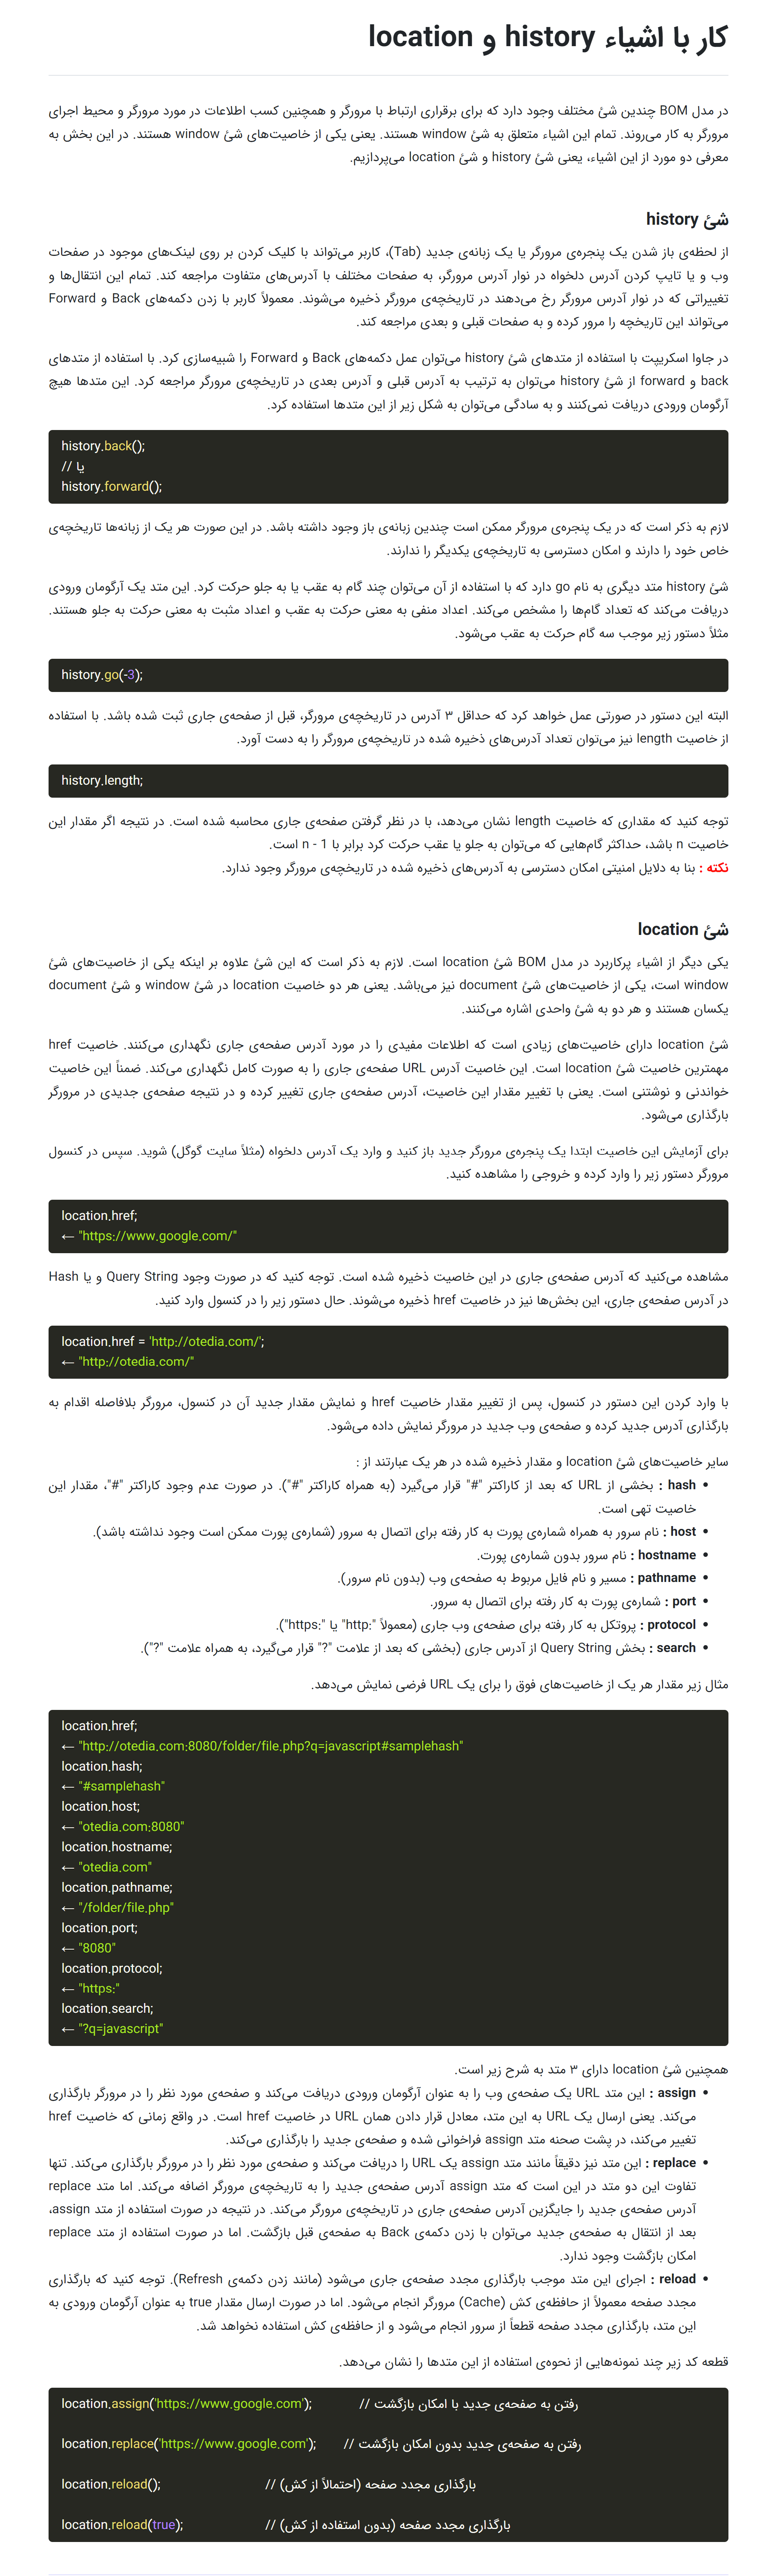 کار با اشیاء history و location
در مدل BOM چندین شئ مختلف وجود دارد که برای برقراری ارتباط با مرورگر و همچنین کسب اطلاعات در مورد مرورگر و محیط اجرای
مرورگر به کار می‌روند. تمام این اشیاء متعلق به شئ window هستند. یعنی یکی از خاصیت‌های شئ window هستند. در این بخش به
معرفی دو مورد از این اشیاء، یعنی شئ history و شئ location می‌پردازیم.
شئ history
از لحظه‌ی باز شدن یک پنجره‌ی مرورگر یا یک زبانه‌ی جدید (Tab)، کاربر می‌تواند با کلیک کردن بر روی لینک‌های موجود در صفحات
وب و یا تایپ کردن آدرس دلخواه در نوار آدرس مرورگر، به صفحات مختلف با آدرس‌های متفاوت مراجعه کند. تمام این انتقال‌ها و
تغییراتی که در نوار آدرس مرورگر رخ می‌دهند در تاریخچه‌ی مرورگر ذخیره می‌شوند. معمولاً کاربر با زدن دکمه‌های Back و Forward
می‌تواند این تاریخچه را مرور کرده و به صفحات قبلی و بعدی مراجعه کند.
در جاوا اسکریپت با استفاده از متدهای شئ history می‌توان عمل دکمه‌های Back و Forward را شبیه‌سازی کرد. با استفاده از متدهای
back و forward از شئ history می‌توان به ترتیب به آدرس قبلی و آدرس بعدی در تاریخچه‌ی مرورگر مراجعه کرد. این متدها هیچ
آرگومان ورودی دریافت نمی‌کنند و به سادگی می‌توان به شکل زیر از این متدها استفاده کرد.
history.back();
// یا
history.forward();
لازم به ذکر است که در یک پنجره‌ی مرورگر ممکن است چندین زبانه‌ی باز وجود داشته باشد. در این صورت هر یک از زبانه‌ها تاریخچه‌ی
خاص خود را دارند و امکان دسترسی به تاریخچه‌ی یکدیگر را ندارند.
شئ history متد دیگری به نام go دارد که با استفاده از آن می‌توان چند گام به عقب یا به جلو حرکت کرد. این متد یک آرگومان ورودی
دریافت می‌کند که تعداد گام‌ها را مشخص می‌کند. اعداد منفی به معنی حرکت به عقب و اعداد مثبت به معنی حرکت به جلو هستند.
مثلاً دستور زیر موجب سه گام حرکت به عقب می‌شود.
history.go(-3);
البته این دستور در صورتی عمل خواهد کرد که حداقل ۳ آدرس در تاریخچه‌ی مرورگر، قبل از صفحه‌ی جاری ثبت شده باشد. با استفاده
از خاصیت length نیز می‌توان تعداد آدرس‌های ذخیره شده در تاریخچه‌ی مرورگر را به دست آورد.
history.length;
توجه کنید که مقداری که خاصیت length نشان می‌دهد، با در نظر گرفتن صفحه‌ی جاری محاسبه شده است. در نتیجه اگر مقدار این
خاصیت n باشد، حداکثر گام‌هایی که می‌توان به جلو یا عقب حرکت کرد برابر با n - 1 است.
نکته : بنا به دلایل امنیتی امکان دسترسی به آدرس‌های ذخیره شده در تاریخچه‌ی مرورگر وجود ندارد.
شئ location
یکی دیگر از اشیاء پرکاربرد در مدل BOM شئ location است. لازم به ذکر است که این شئ علاوه بر اینکه یکی از خاصیت‌های شئ
window است، یکی از خاصیت‌های شئ document نیز می‌باشد. یعنی هر دو خاصیت location در شئ window و شئ document
یکسان هستند و هر دو به شئ واحدی اشاره می‌کنند.
شئ location دارای خاصیت‌های زیادی است که اطلاعات مفیدی را در مورد آدرس صفحه‌ی جاری نگهداری می‌کنند. خاصیت href
مهمترین خاصیت شئ location است. این خاصیت آدرس URL صفحه‌ی جاری را به صورت کامل نگهداری می‌کند. ضمناً این خاصیت
خواندنی و نوشتنی است. یعنی با تغییر مقدار این خاصیت، آدرس صفحه‌ی جاری تغییر کرده و در نتیجه صفحه‌ی جدیدی در مرورگر
بارگذاری می‌شود.
برای آزمایش این خاصیت ابتدا یک پنجره‌ی مرورگر جدید باز کنید و وارد یک آدرس دلخواه (مثلاً سایت گوگل) شوید. سپس در کنسول
مرورگر دستور زیر را وارد کرده و خروجی را مشاهده کنید.
location.href;
← "https://www.google.com/"
مشاهده می‌کنید که آدرس صفحه‌ی جاری در این خاصیت ذخیره شده است. توجه کنید که در صورت وجود Query String و یا Hash
در آدرس صفحه‌ی جاری، این بخش‌ها نیز در خاصیت href ذخیره می‌شوند. حال دستور زیر را در کنسول وارد کنید.
location.href = 'http://otedia.com/';
← "http://otedia.com/"
با وارد کردن این دستور در کنسول، پس از تغییر مقدار خاصیت href و نمایش مقدار جدید آن در کنسول، مرورگر بلافاصله اقدام به
بارگذاری آدرس جدید کرده و صفحه‌ی وب جدید در مرورگر نمایش داده می‌شود.
سایر خاصیت‌های شئ location و مقدار ذخیره شده در هر یک عبارتند از :
• hash : بخشی از URL که بعد از کاراکتر "#" قرار می‌گیرد (به همراه کاراکتر "#"). در صورت عدم وجود کاراکتر "#"، مقدار این
خاصیت تهی است.
• host : نام سرور به همراه شماره‌ی پورت به کار رفته برای اتصال به سرور (شماره‌ی پورت ممکن است وجود نداشته باشد).
• hostname : نام سرور بدون شماره‌ی پورت.
• pathname : مسیر و نام فایل مربوط به صفحه‌ی وب (بدون نام سرور).
• port : شماره‌ی پورت به کار رفته برای اتصال به سرور.
• protocol : پروتکل به کار رفته برای صفحه‌ی وب جاری (معمولاً "http:" یا "https:").
• search : بخش Query String از آدرس جاری (بخشی که بعد از علامت "?" قرار می‌گیرد، به همراه علامت "?").
مثال زیر مقدار هر یک از خاصیت‌های فوق را برای یک URL فرضی نمایش می‌دهد.
location.href;
← "http://otedia.com:8080/folder/file.php?q=javascript#samplehash"
location.hash;
← "#samplehash"
location.host;
← "otedia.com:8080"
location.hostname;
← "otedia.com"
location.pathname;
← "/folder/file.php"
location.port;
← "8080"
location.protocol;
← "https:"
location.search;
← "?q=javascript"
همچنین شئ location دارای ۳ متد به شرح زیر است.
• assign : این متد URL یک صفحه‌ی وب را به عنوان آرگومان ورودی دریافت می‌کند و صفحه‌ی مورد نظر را در مرورگر بارگذاری
می‌کند. یعنی ارسال یک URL به این متد، معادل قرار دادن همان URL در خاصیت href است. در واقع زمانی که خاصیت href
تغییر می‌کند، در پشت صحنه متد assign فراخوانی شده و صفحه‌ی جدید را بارگذاری می‌کند.
• replace : این متد نیز دقیقاً مانند متد assign یک URL را دریافت می‌کند و صفحه‌ی مورد نظر را در مرورگر بارگذاری می‌کند. تنها
تفاوت این دو متد در این است که متد assign آدرس صفحه‌ی جدید را به تاریخچه‌ی مرورگر اضافه می‌کند. اما متد replace
آدرس صفحه‌ی جدید را جایگزین آدرس صفحه‌ی جاری در تاریخچه‌ی مرورگر می‌کند. در نتیجه در صورت استفاده از متد assign،
بعد از انتقال به صفحه‌ی جدید می‌توان با زدن دکمه‌ی Back به صفحه‌ی قبل بازگشت. اما در صورت استفاده از متد replace
امکان بازگشت وجود ندارد.
• reload : اجرای این متد موجب بارگذاری مجدد صفحه‌ی جاری می‌شود (مانند زدن دکمه‌ی Refresh). توجه کنید که بارگذاری
مجدد صفحه معمولاً از حافظه‌ی کش (Cache) مرورگر انجام می‌شود. اما در صورت ارسال مقدار true به عنوان آرگومان ورودی به
این متد، بارگذاری مجدد صفحه قطعاً از سرور انجام می‌شود و از حافظه‌ی کش استفاده نخواهد شد.
قطعه کد زیر چند نمونه‌هایی از نحوه‌ی استفاده از این متدها را نشان می‌دهد.
location.assign('https://www.google.com'); // رفتن به صفحه‌ی جدید با امکان بازگشت
location.replace('https://www.google.com'); // رفتن به صفحه‌ی جدید بدون امکان بازگشت
location.reload(); // بارگذاری مجدد صفحه (احتمالاً از کش)
location.reload(true); // بارگذاری مجدد صفحه (بدون استفاده از کش)